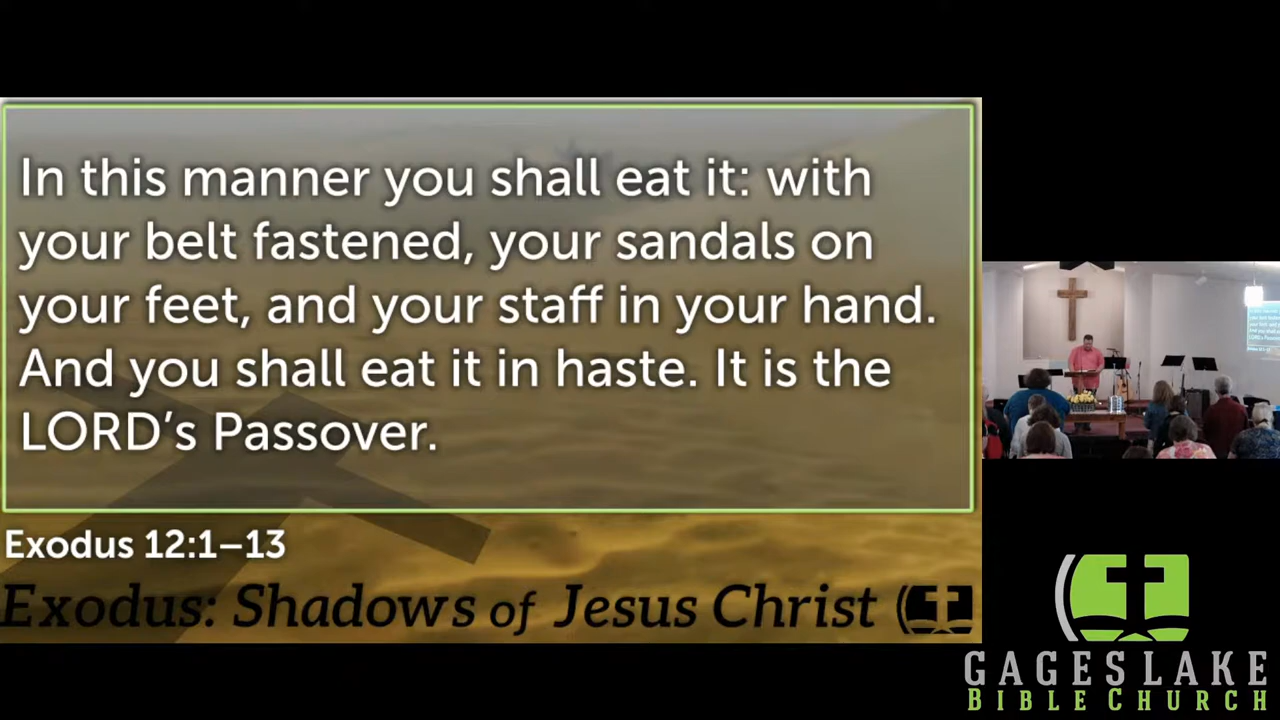 In this manner you shall eat it: with
your belt fastened, your sandals on
your feet, and your staff in your hand.
And you shall eat it in haste. It is the
LORD’s Passover.
Exodus 12:1–13
Exodus: Shadows of Jesus Christ
GAGESLAKE
BIBLE CHURCH